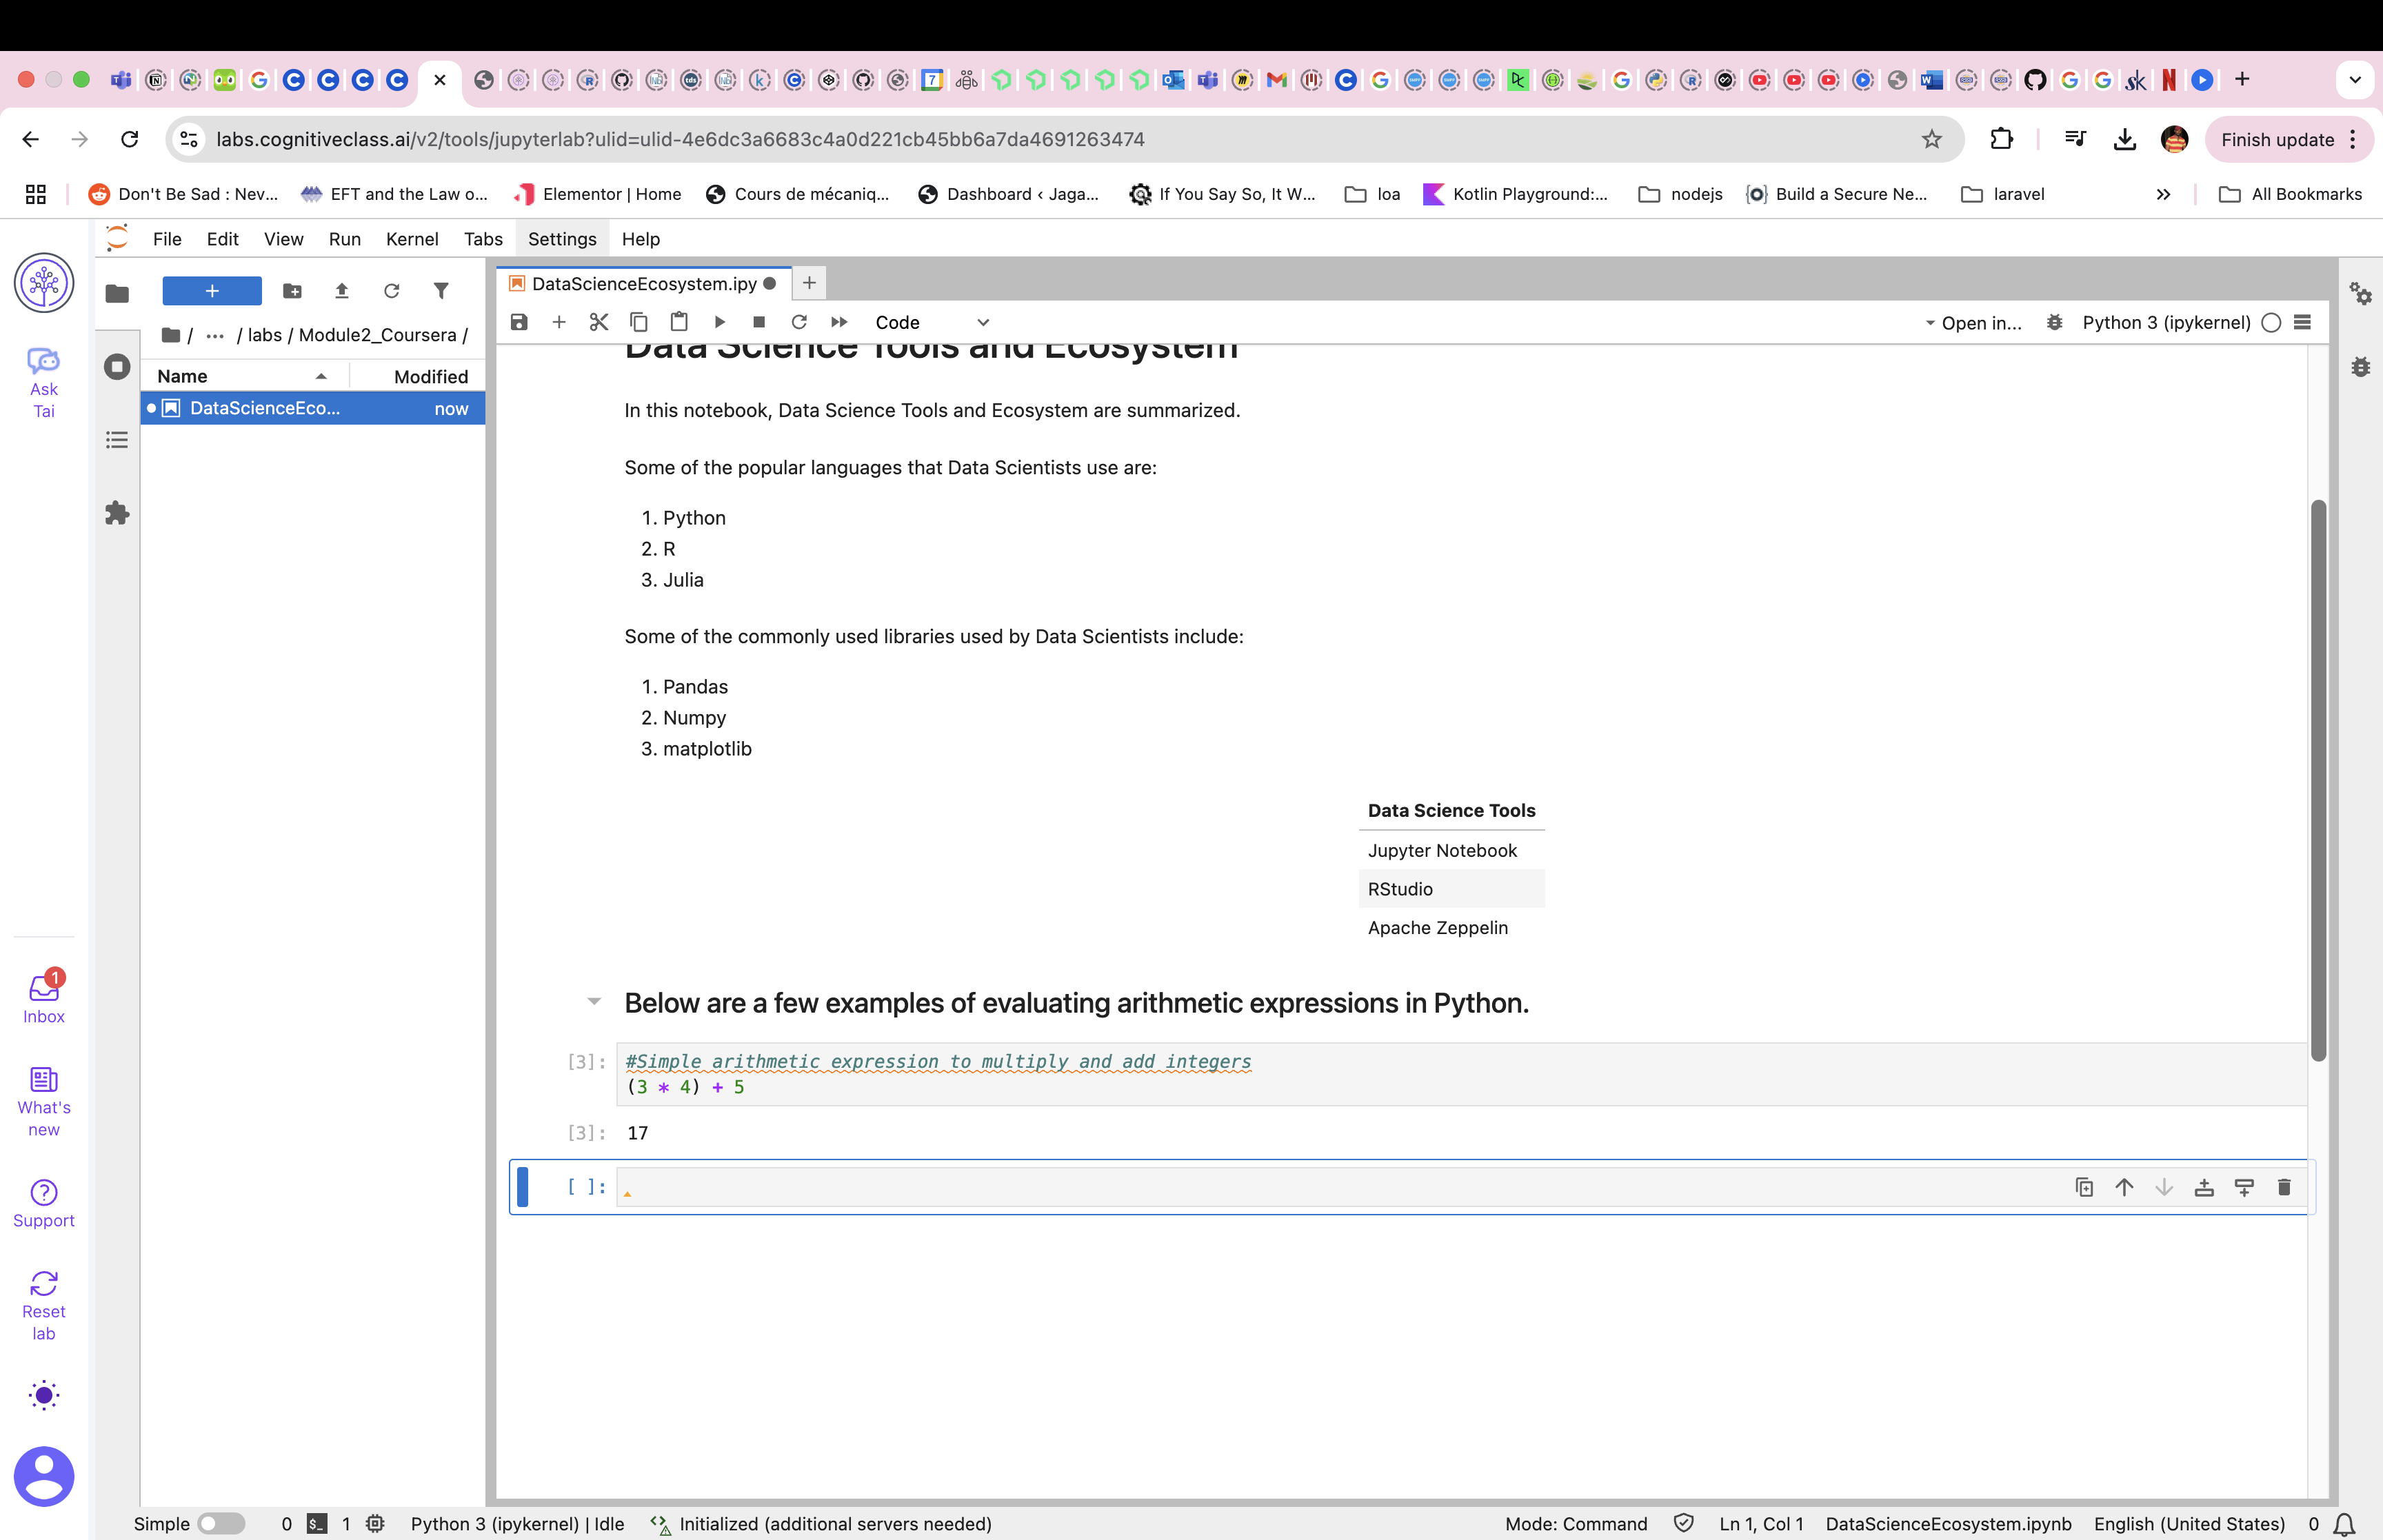 labs.cognitiveclass.ai/v2/tools/jupyterlab?ulid=ulid-4e6dc3a6683c4a0d221cb45bb6a7da4691263474
Finish update
Don't Be Sad : Nev...
EFT and the Law o...
Elementor | Home
Cours de mécaniq...
Dashboard ‹ Jaga...
If You Say So, It W...
loa
Kotlin Playground:...
nodejs
Build a Secure Ne...
laravel
All Bookmarks
File Edit View Run Kernel Tabs Settings Help
Ask
Tai
/ ... / labs / Module2_Coursera /
Name Modified
DataScienceEco... now
Inbox
1
What's
new
Support
Reset
lab
DataScienceEcosystem.ipy
Code
Open in...
Python 3 (ipykernel)
Data Science Tools and Ecosystem
In this notebook, Data Science Tools and Ecosystem are summarized.
Some of the popular languages that Data Scientists use are:
1. Python
2. R
3. Julia
Some of the commonly used libraries used by Data Scientists include:
1. Pandas
2. Numpy
3. matplotlib
Data Science Tools
Jupyter Notebook
RStudio
Apache Zeppelin
Below are a few examples of evaluating arithmetic expressions in Python.
[3]: #Simple arithmetic expression to multiply and add integers
(3 * 4) + 5
[3]: 17
[ ]:
Simple 0 $_ 1 Python 3 (ipykernel) | Idle Initialized (additional servers needed) Mode: Command Ln 1, Col 1 DataScienceEcosystem.ipynb English (United States) 0